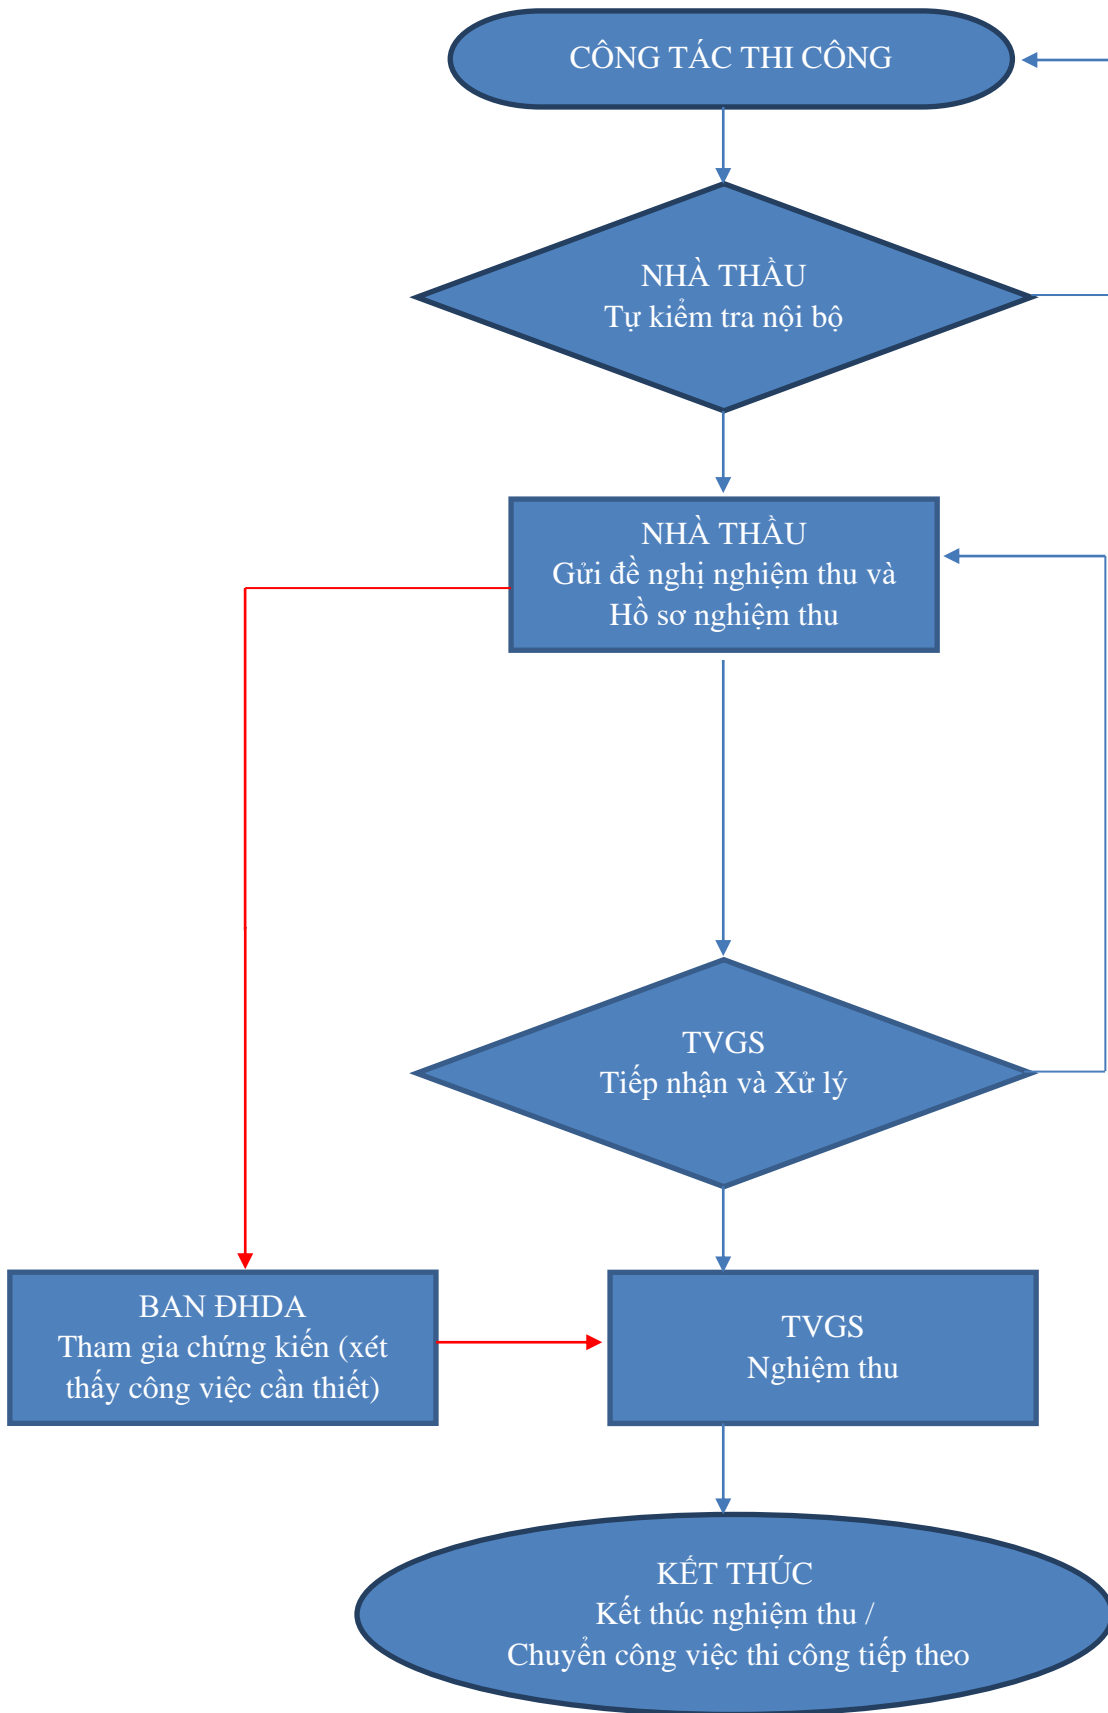 CÔNG TÁC THI CÔNG
NHÀ THẦU
Tự kiểm tra nội bộ
NHÀ THẦU
Gửi đề nghị nghiệm thu và
Hồ sơ nghiệm thu
TVGS
Tiếp nhận và Xử lý
BAN ĐHDA
Tham gia chứng kiến (xét
thấy công việc cần thiết)
TVGS
Nghiệm thu
KẾT THÚC
Kết thúc nghiệm thu /
Chuyển công việc thi công tiếp theo